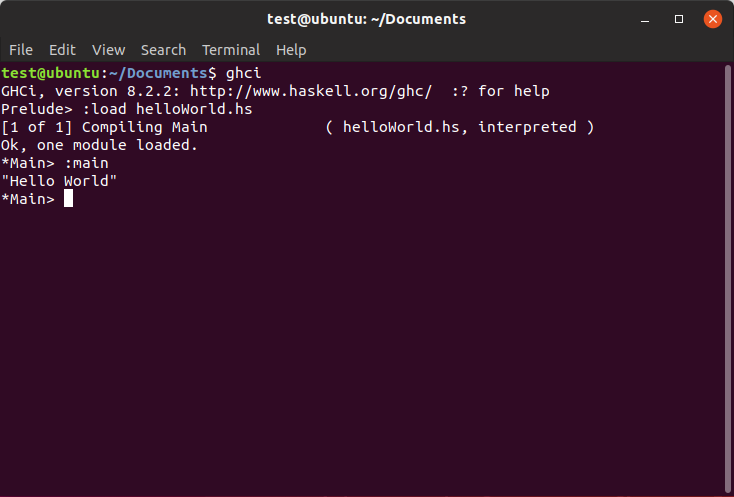 test@ubuntu: ~/Documents
File Edit View Search Terminal Help
test@ubuntu:~/Documents$ ghci
GHCi, version 8.2.2: http://www.haskell.org/ghc/  :? for help
Prelude> :load helloWorld.hs
[1 of 1] Compiling Main             ( helloWorld.hs, interpreted )
Ok, one module loaded.
*Main> :main
"Hello World"
*Main>